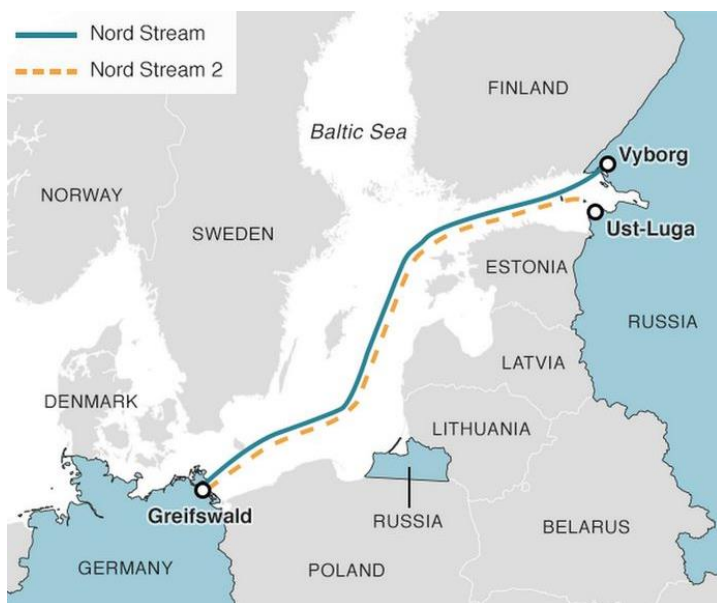 Nord Stream
Nord Stream 2
FINLAND
Baltic Sea
Vyborg
NORWAY
SWEDEN
Ust-Luga
ESTONIA
RUSSIA
LATVIA
DENMARK
LITHUANIA
Greifswald
RUSSIA
BELARUS
GERMANY
POLAND